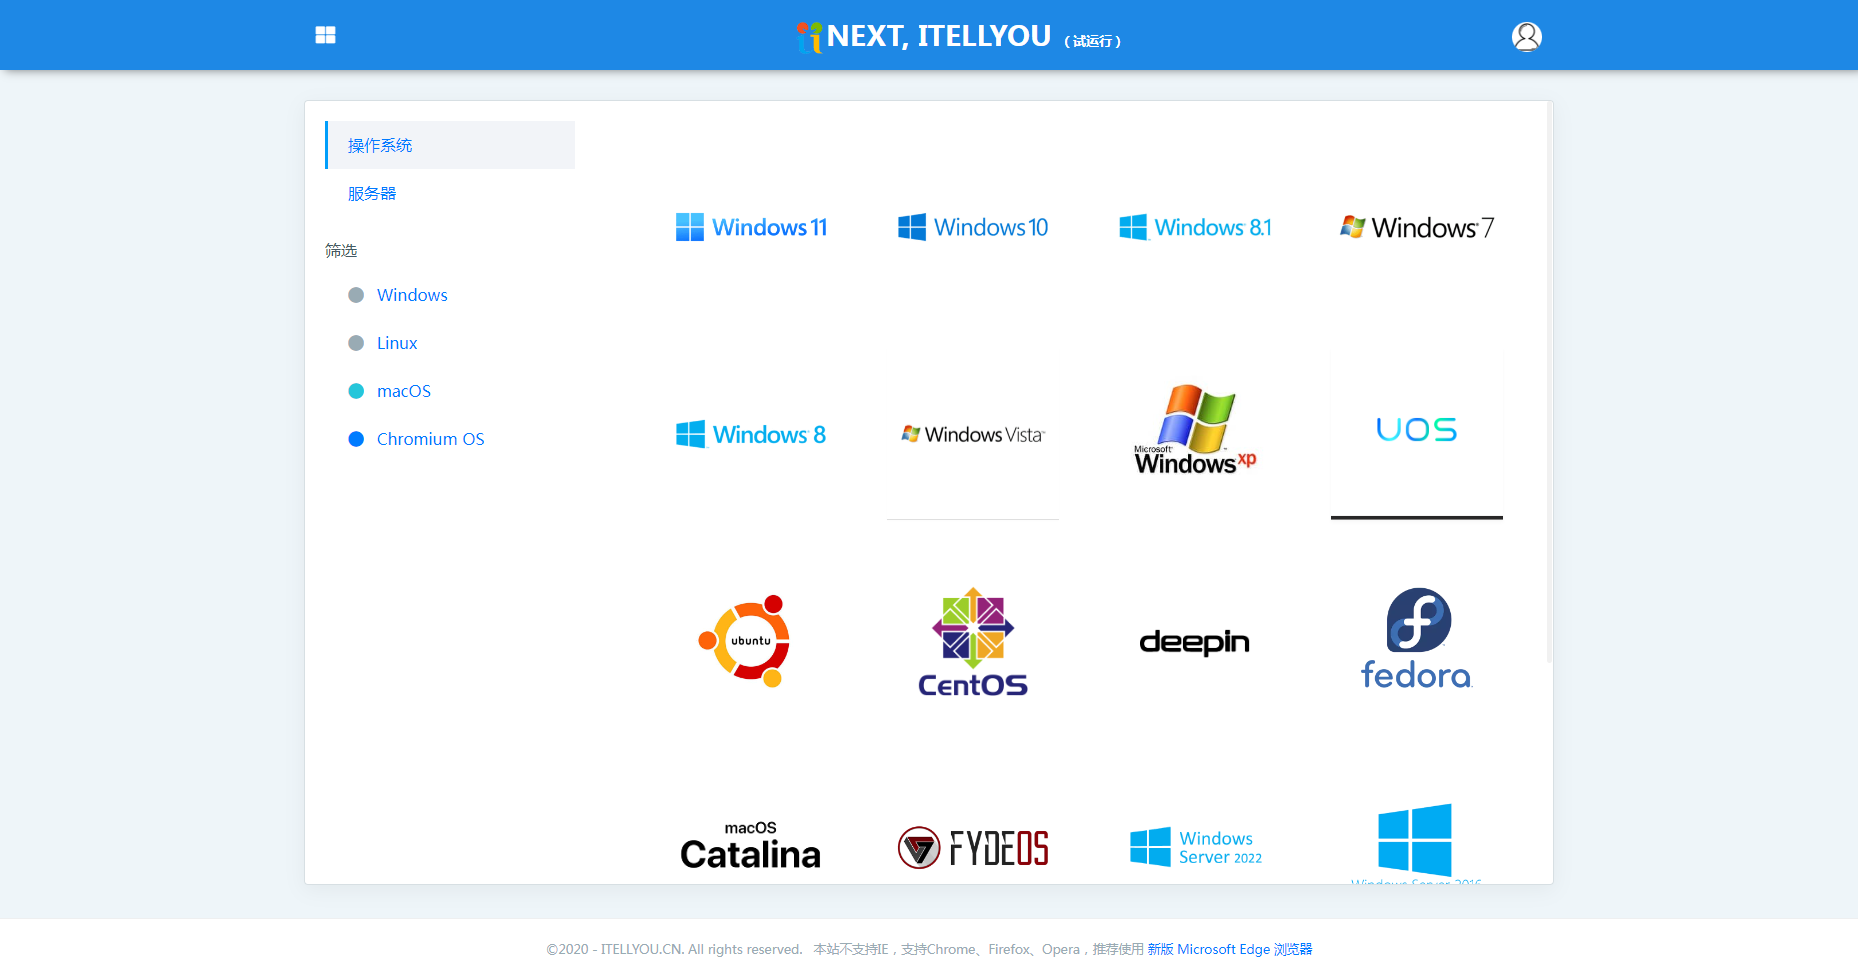 NEXT, ITELLYOU （试运行）
操作系统
服务器
筛选
Windows
Linux
macOS
Chromium OS
Windows 11
Windows 10
Windows 8.1
Windows 7
Windows 8
Windows Vista
Microsoft
Windows xp
UOS
ubuntu
CentOS
deepin
fedora
macOS
Catalina
FYDEOS
Windows
Server 2022
Windows Server 2016
©2020 - ITELLYOU.CN. All rights reserved. 本站不支持IE，支持Chrome、Firefox、Opera，推荐使用 新版 Microsoft Edge 浏览器